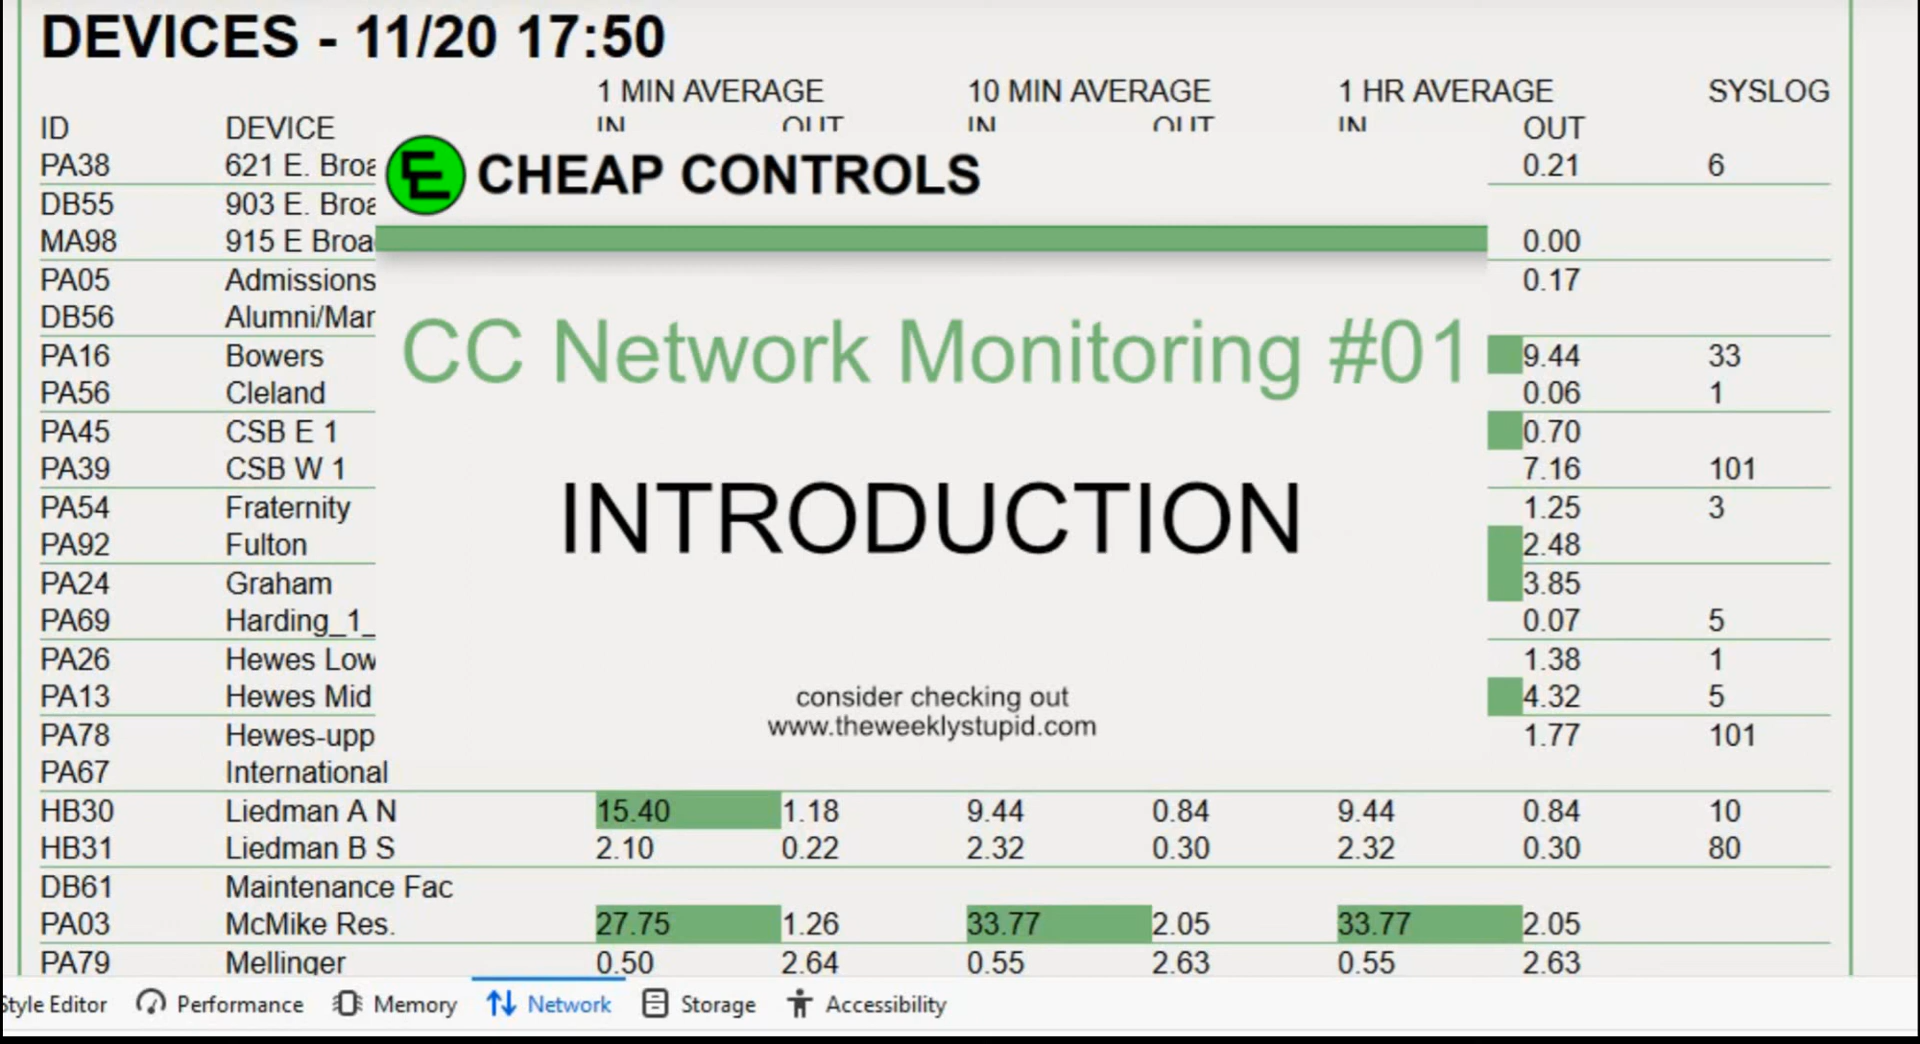 DEVICES - 11/20 17:50
1 MIN AVERAGE 10 MIN AVERAGE 1 HR AVERAGE SYSLOG
ID DEVICE IN OUT IN OUT IN OUT
PA38 621 E. Broa 0.21 6
CHEAP CONTROLS
DB55 903 E. Broa
MA98 915 E Broa 0.00
PA05 Admissions 0.17
DB56 Alumni/Mar
CC Network Monitoring #01
PA16 Bowers 9.44 33
PA56 Cleland 0.06 1
PA45 CSB E 1 0.70
PA39 CSB W 1 7.16 101
INTRODUCTION
PA54 Fraternity 1.25 3
PA92 Fulton 2.48
PA24 Graham 3.85
PA69 Harding_1_ 0.07 5
PA26 Hewes Low 1.38 1
PA13 Hewes Mid 4.32 5
consider checking out
www.theweeklystupid.com
PA78 Hewes-upp 1.77 101
PA67 International
HB30 Liedman A N 15.40 1.18 9.44 0.84 9.44 0.84 10
HB31 Liedman B S 2.10 0.22 2.32 0.30 2.32 0.30 80
DB61 Maintenance Fac
PA03 McMike Res. 27.75 1.26 33.77 2.05 33.77 2.05
PA79 Mellinger 0.50 2.64 0.55 2.63 0.55 2.63
Style Editor Performance Memory Network Storage Accessibility